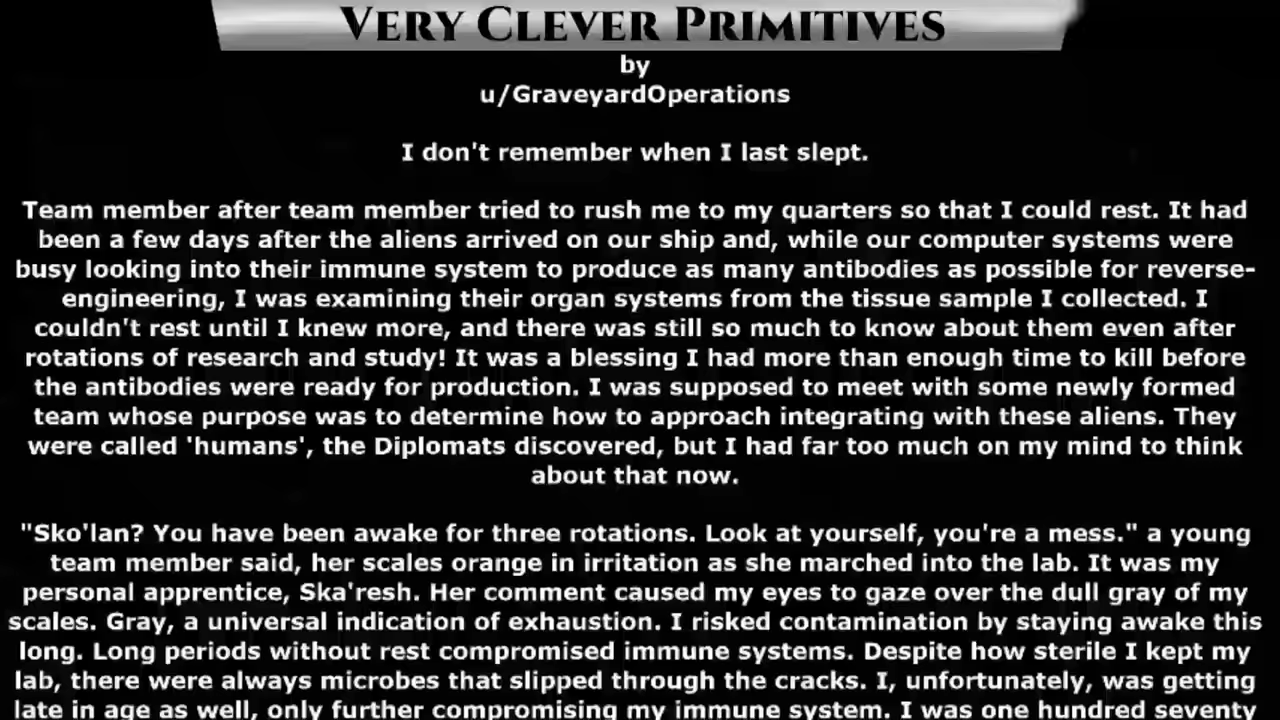 VERY CLEVER PRIMITIVES
by
u/GraveyardOperations
I don't remember when I last slept.
Team member after team member tried to rush me to my quarters so that I could rest. It had
been a few days after the aliens arrived on our ship and, while our computer systems were
busy looking into their immune system to produce as many antibodies as possible for reverse-
engineering, I was examining their organ systems from the tissue sample I collected. I
couldn't rest until I knew more, and there was still so much to know about them even after
rotations of research and study! It was a blessing I had more than enough time to kill before
the antibodies were ready for production. I was supposed to meet with some newly formed
team whose purpose was to determine how to approach integrating with these aliens. They
were called 'humans', the Diplomats discovered, but I had far too much on my mind to think
about that now.
"Sko'lan? You have been awake for three rotations. Look at yourself, you're a mess." a young
team member said, her scales orange in irritation as she marched into the lab. It was my
personal apprentice, Ska'resh. Her comment caused my eyes to gaze over the dull gray of my
scales. Gray, a universal indication of exhaustion. I risked contamination by staying awake this
long. Long periods without rest compromised immune systems. Despite how sterile I kept my
lab, there were always microbes that slipped through the cracks. I, unfortunately, was getting
late in age as well, only further compromising my immune system. I was one hundred seventy